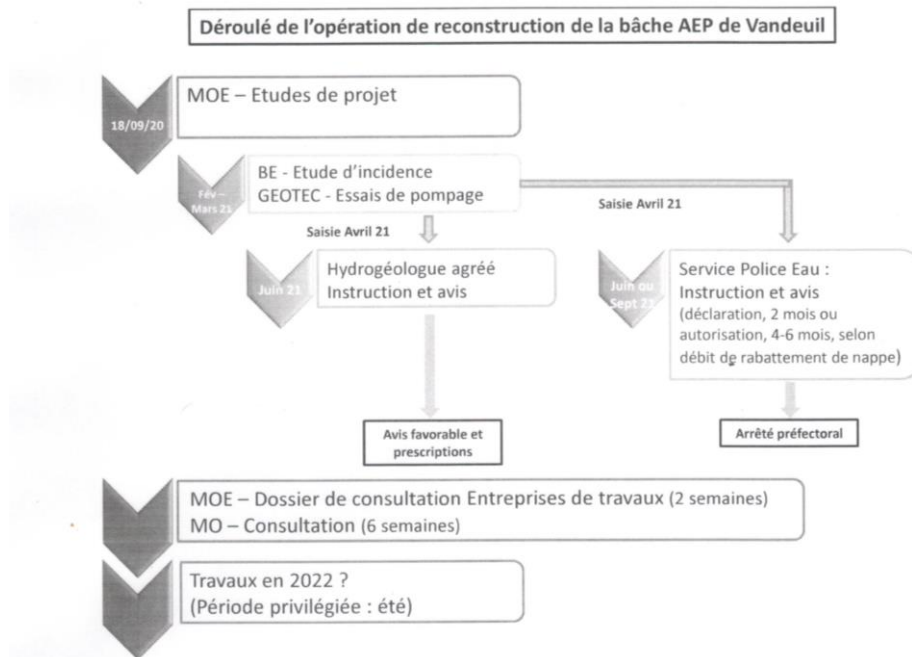 Déroulé de l'opération de reconstruction de la bâche AEP de Vandeuil
MOE – Etudes de projet
18/09/20
BE - Etude d'incidence
GEOTEC - Essais de pompage
Fév –
Mars 21
Saisie Avril 21
Saisie Avril 21
Hydrogéologue agréé
Instruction et avis
Juin 21
Service Police Eau :
Instruction et avis
(déclaration, 2 mois ou
autorisation, 4-6 mois, selon
débit de rabattement de nappe)
Juin ou
Sept 21
Avis favorable et
prescriptions
Arrêté préfectoral
MOE – Dossier de consultation Entreprises de travaux (2 semaines)
MO – Consultation (6 semaines)
Travaux en 2022 ?
(Période privilégiée : été)